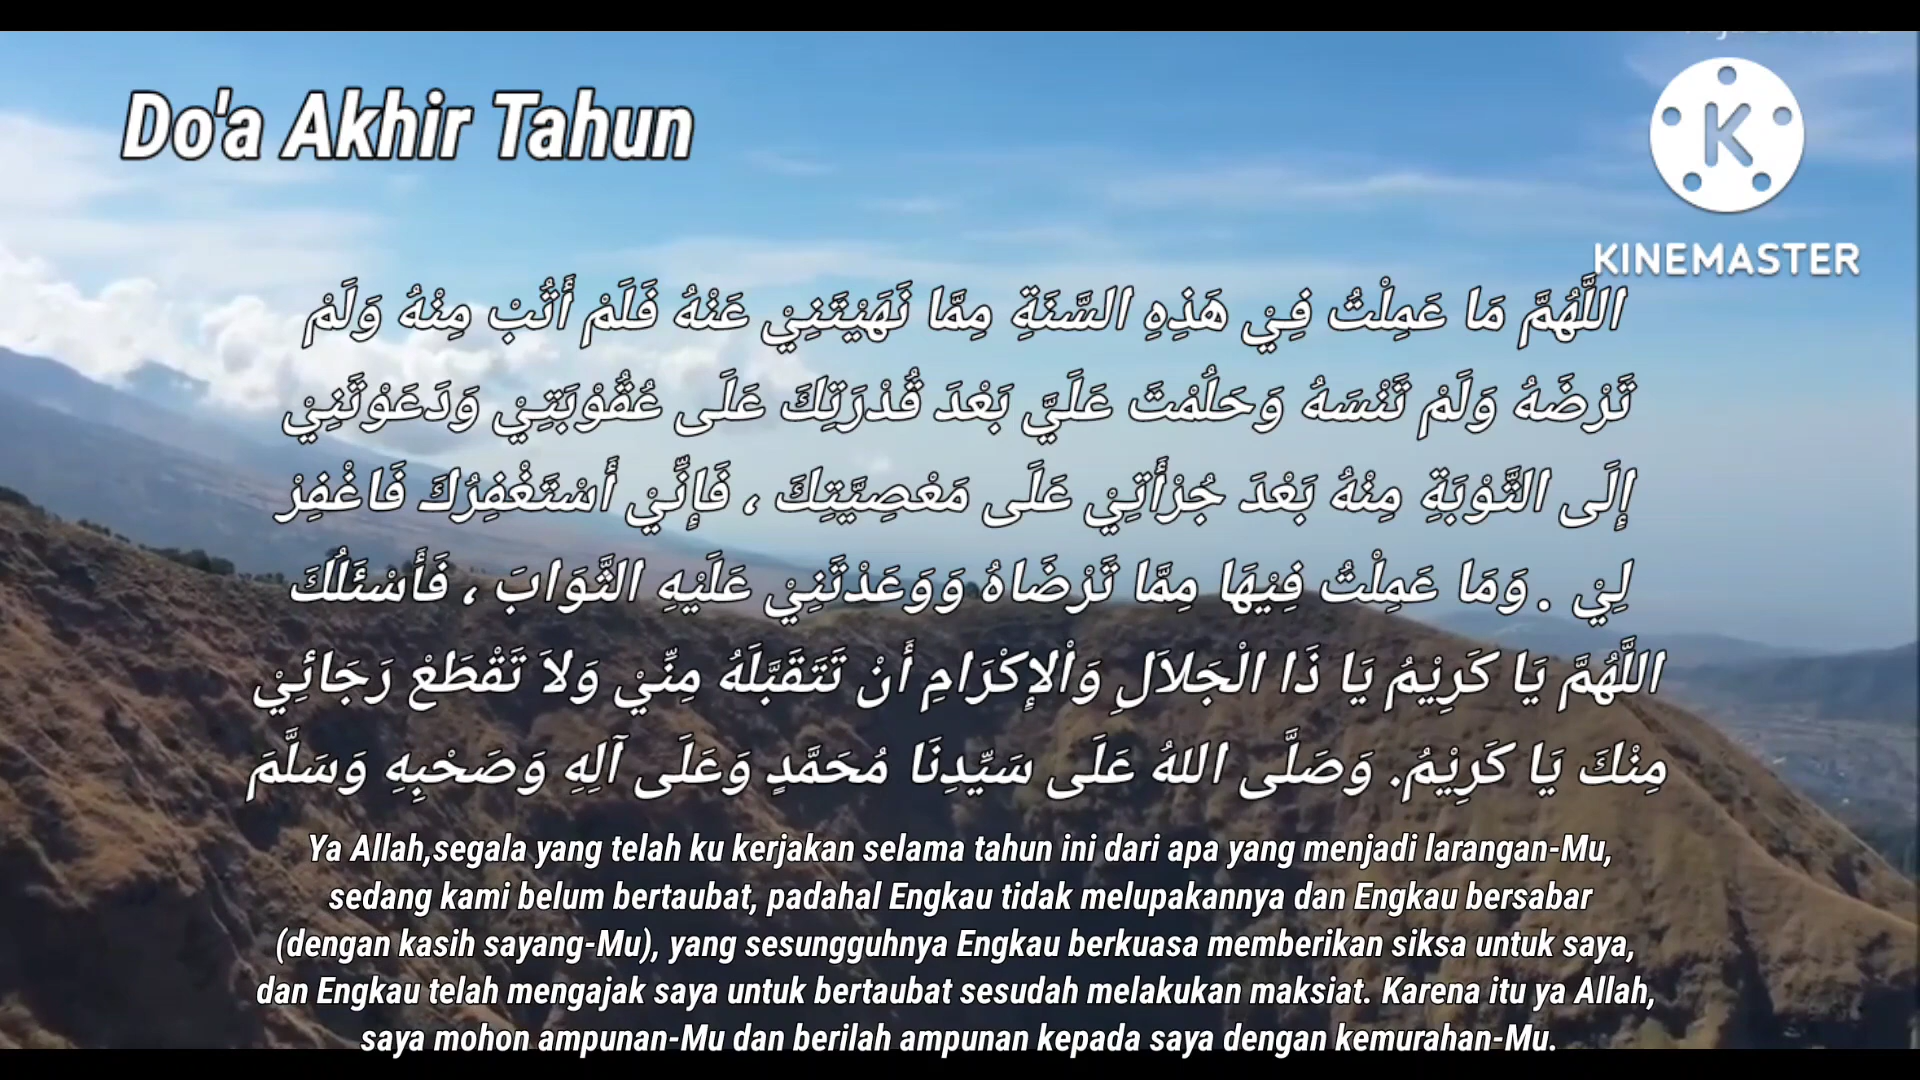 Do'a Akhir Tahun
KINEMASTER
اللَّهُمَّ مَا عَمِلْتُ فِيْ هَذِهِ السَّنَةِ مِمَّا نَهَيْتَنِيْ عَنْهُ فَلَمْ أَتُبْ مِنْهُ وَلَمْ
تَرْضَهُ وَلَمْ تَنْسَهُ وَحَلُمْتَ عَلَيَّ بَعْدَ قُدْرَتِكَ عَلَى عُقُوْبَتِيْ وَدَعَوْتَنِيْ
إِلَى التَّوْبَةِ مِنْهُ بَعْدَ جُرْأَتِيْ عَلَى مَعْصِيَّتِكَ ، فَإِنِّيْ أَسْتَغْفِرُكَ فَاغْفِرْ
لِيْ . وَمَا عَمِلْتُ فِيْهَا مِمَّا تَرْضَاهُ وَوَعَدْتَنِيْ عَلَيْهِ الثَّوَابَ ، فَأَسْئَلُكَ
اللَّهُمَّ يَا كَرِيْمُ يَا ذَا الْجَلاَلِ وَاْلإِكْرَامِ أَنْ تَتَقَبَّلَهُ مِنِّيْ وَلاَ تَقْطَعْ رَجَائِيْ
مِنْكَ يَا كَرِيْمُ. وَصَلَّى اللهُ عَلَى سَيِّدِنَا مُحَمَّدٍ وَعَلَى آلِهِ وَصَحْبِهِ وَسَلَّمَ
Ya Allah,segala yang telah ku kerjakan selama tahun ini dari apa yang menjadi larangan-Mu,
sedang kami belum bertaubat, padahal Engkau tidak melupakannya dan Engkau bersabar
(dengan kasih sayang-Mu), yang sesungguhnya Engkau berkuasa memberikan siksa untuk saya,
dan Engkau telah mengajak saya untuk bertaubat sesudah melakukan maksiat. Karena itu ya Allah,
saya mohon ampunan-Mu dan berilah ampunan kepada saya dengan kemurahan-Mu.